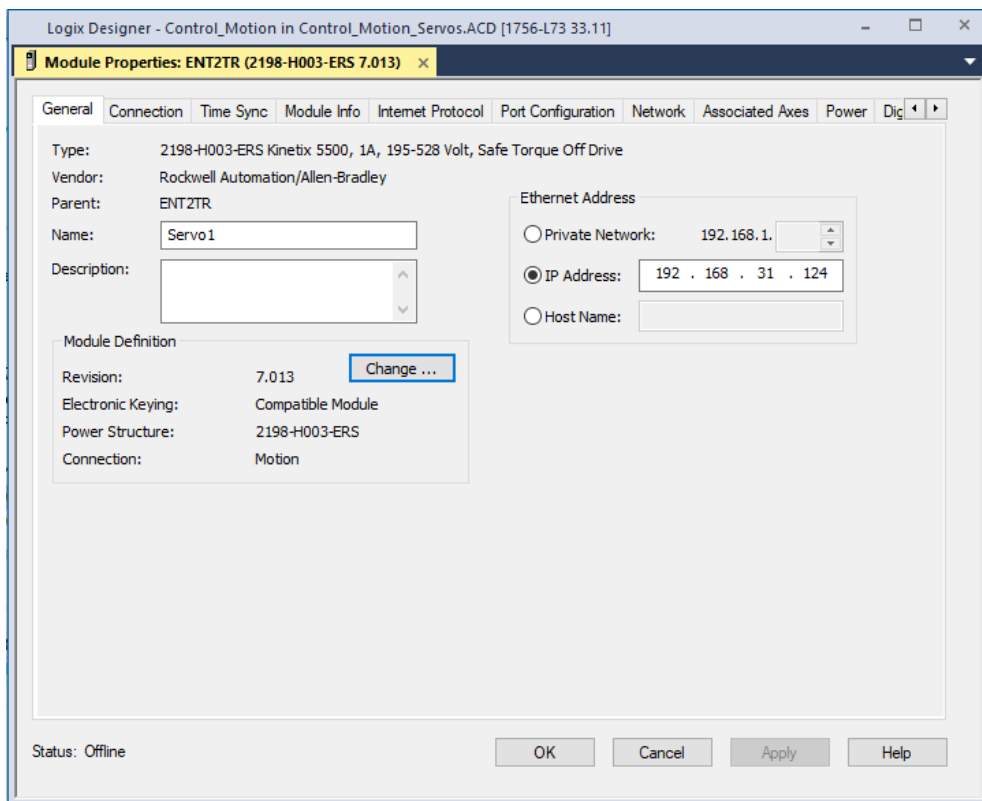 Logix Designer - Control_Motion in Control_Motion_Servos.ACD [1756-L73 33.11]
Module Properties: ENT2TR (2198-H003-ERS 7.013)
General Connection Time Sync Module Info Internet Protocol Port Configuration Network Associated Axes Power Dig
Type: 2198-H003-ERS Kinetix 5500, 1A, 195-528 Volt, Safe Torque Off Drive
Vendor: Rockwell Automation/Allen-Bradley
Parent: ENT2TR
Name: Servo1
Description:
Ethernet Address
Private Network: 192.168.1.
IP Address: 192 . 168 . 31 . 124
Host Name:
Module Definition
Revision: 7.013 Change ...
Electronic Keying: Compatible Module
Power Structure: 2198-H003-ERS
Connection: Motion
Status: Offline OK Cancel Apply Help